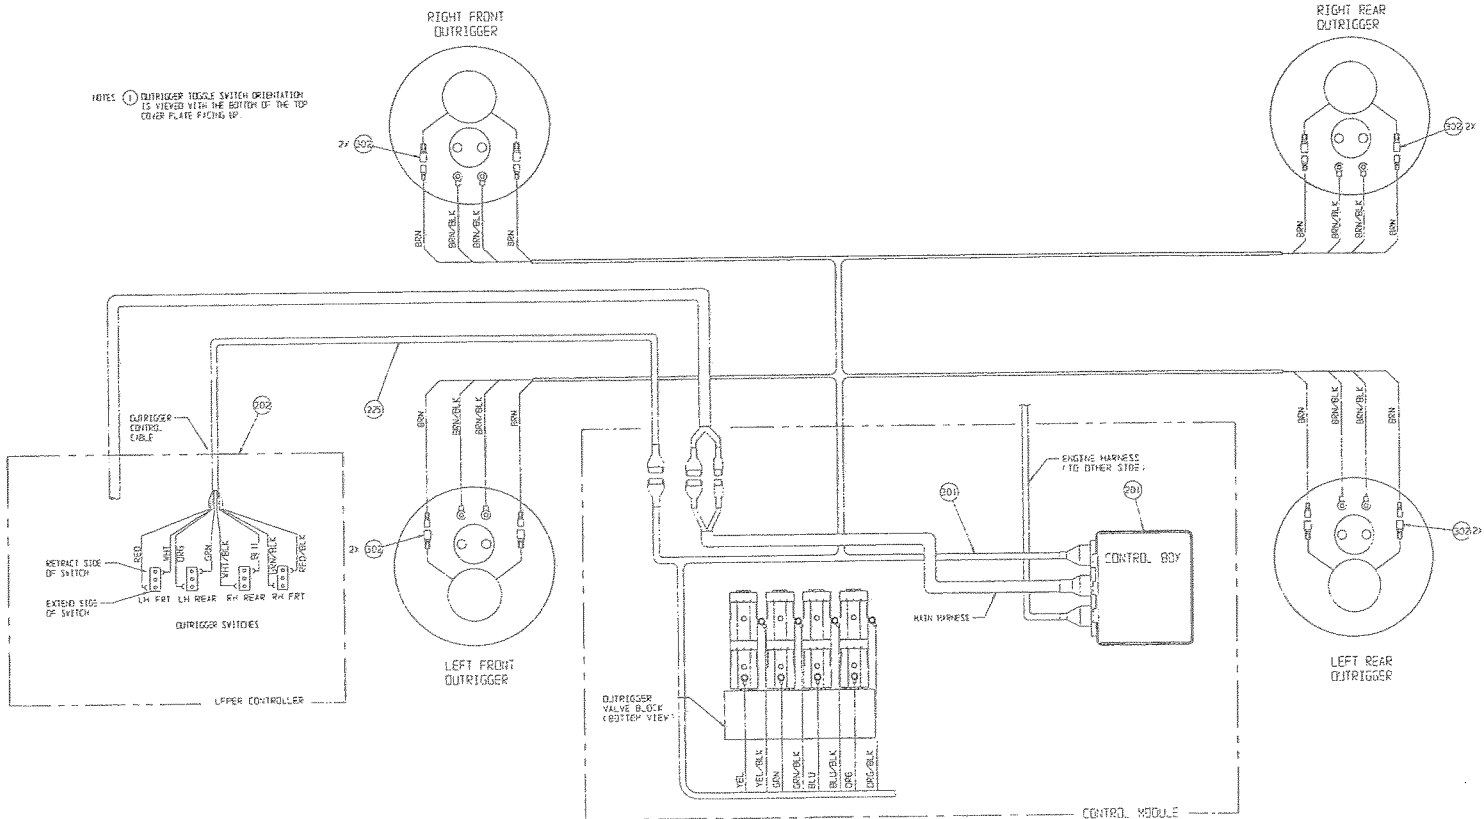 RIGHT FRONT
OUTRIGGER
RIGHT REAR
OUTRIGGER
NOTES 1 OUTRIGGER TOGGLE SWITCH ORIENTATION
IS VIEWED WITH THE BOTTOM OF THE TOP
COVER PLATE FACING UP.
2X 302
302 2X
BRN
BRN/BLK
BRN/BLK
BRN
BRN
BRN/BLK
BRN/BLK
BRN
OUTRIGGER
CONTROL
CABLE
202
225
BRN
BRN/BLK
BRN/BLK
BRN
BRN
BRN/BLK
BRN/BLK
BRN
ENGINE HARNESS
(TO OTHER SIDE)
201
CONTROL BOX
MAIN HARNESS
2X 302
302 2X
RED
WHT
ORG
GRN
WHT/BLK
BLU
GRN/BLK
RED/BLK
RETRACT SIDE
OF SWITCH
EXTEND SIDE
OF SWITCH
LH FRT LH REAR RH REAR RH FRT
OUTRIGGER SWITCHES
UPPER CONTROLLER
LEFT FRONT
OUTRIGGER
LEFT REAR
OUTRIGGER
OUTRIGGER
VALVE BLOCK
(BOTTOM VIEW)
YEL
YEL/BLK
GRN
GRN/BLK
BLU
BLU/BLK
ORG
ORG/BLK
CONTROL MODULE